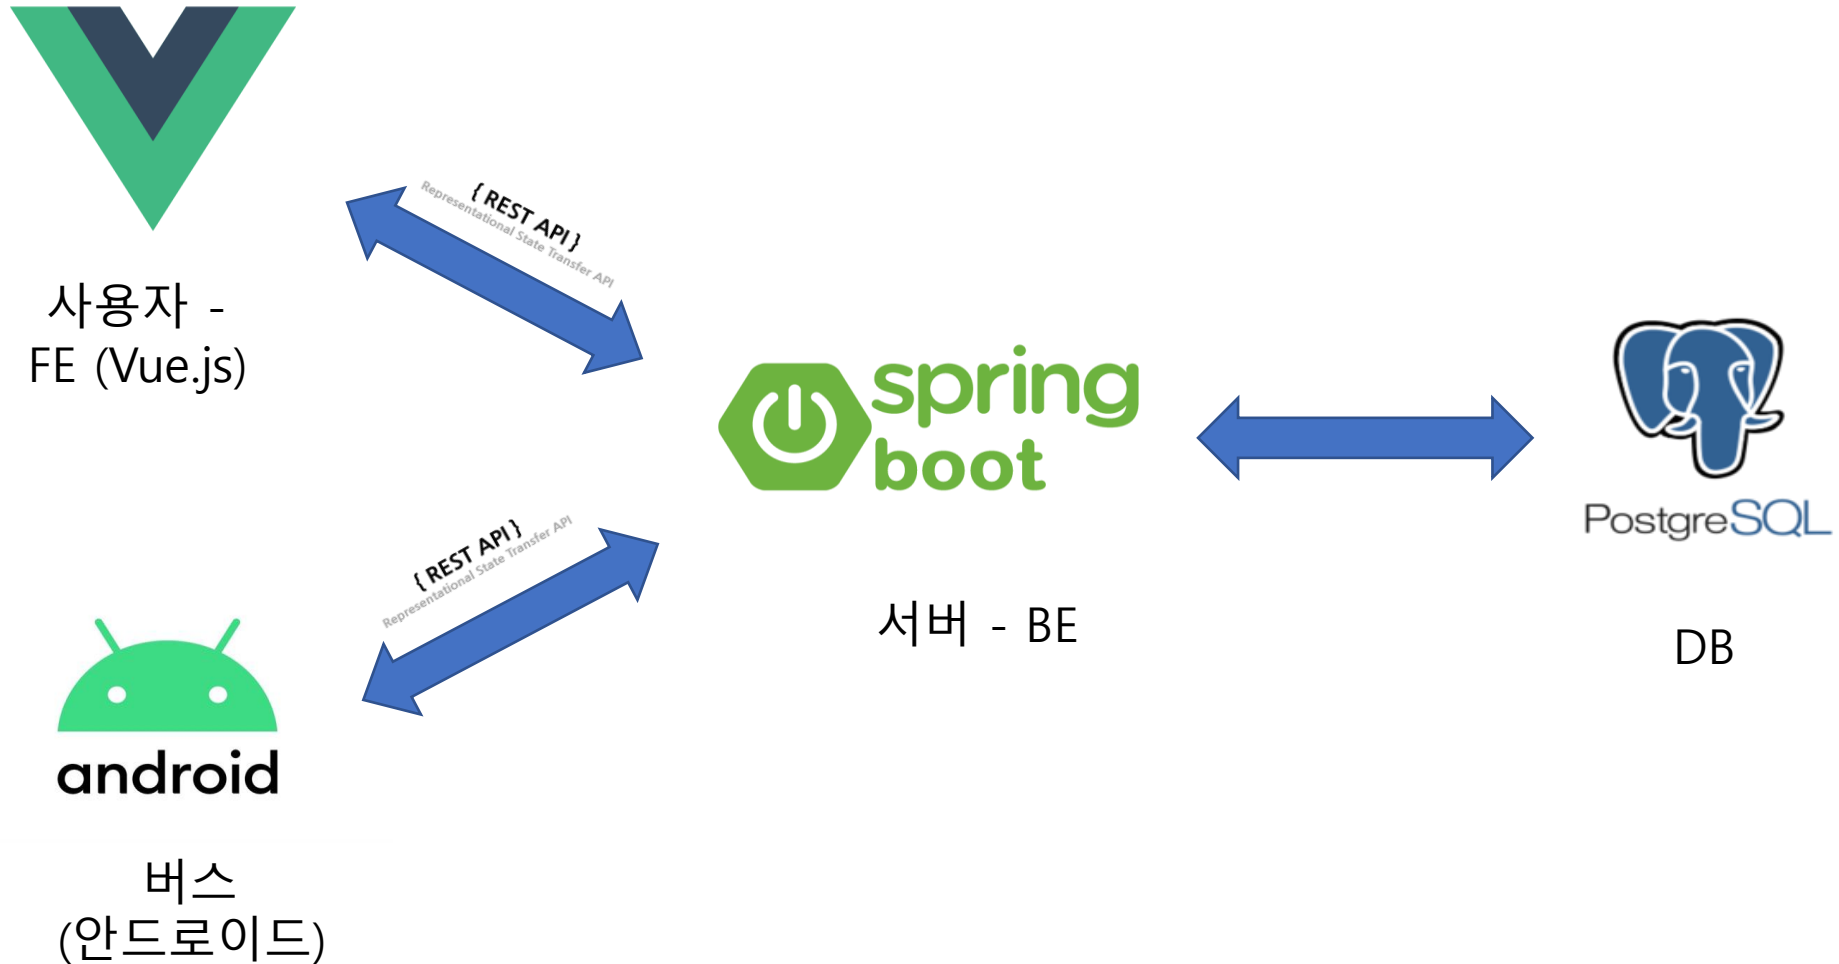 { REST API }
Representational State Transfer API
사용자 -
FE (Vue.js)
spring
boot
PostgreSQL
{ REST API }
Representational State Transfer API
서버 - BE
DB
android
버스
(안드로이드)